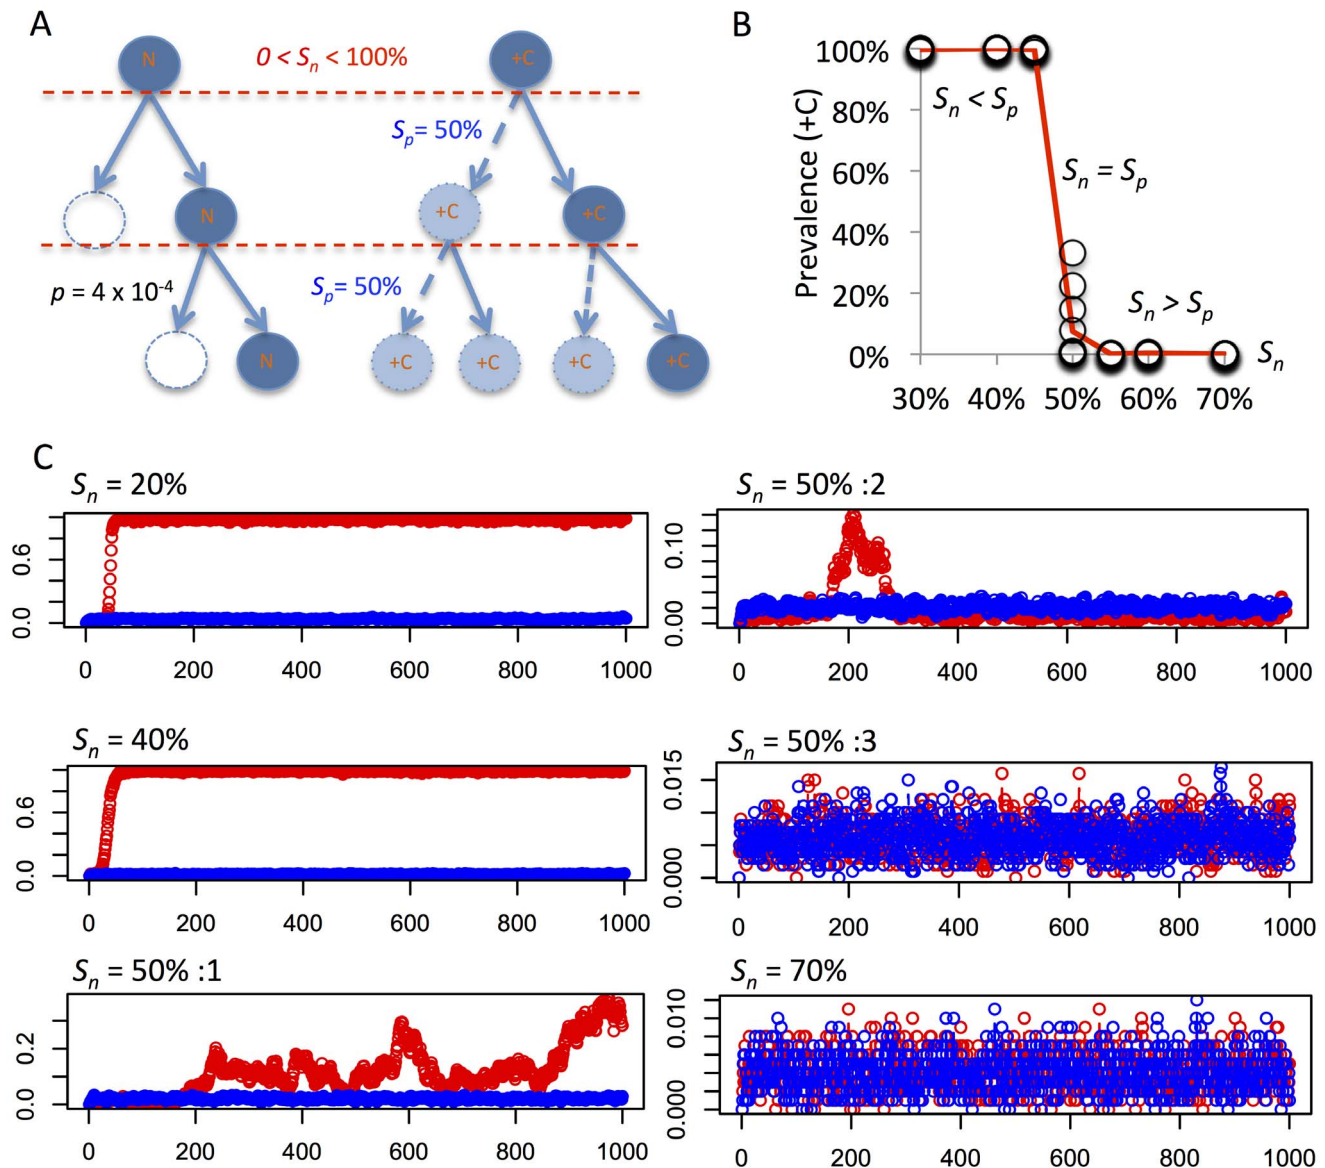 A
N
0 < Sn < 100%
+C
Sp= 50%
N
+C
+C
p = 4 x 10-4
Sp= 50%
N
+C
+C
+C
+C
B
Prevalence (+C)
100%
80%
60%
40%
20%
0%
Sn < Sp
Sn = Sp
Sn > Sp
Sn
30% 40% 50% 60% 70%
C
Sn = 20%
0.6
0.0
0 200 400 600 800 1000
Sn = 50% :2
0.10
0.00
0 200 400 600 800 1000
Sn = 40%
0.6
0.0
0 200 400 600 800 1000
Sn = 50% :3
0.015
0.000
0 200 400 600 800 1000
Sn = 50% :1
0.2
0.0
0 200 400 600 800 1000
Sn = 70%
0.010
0.000
0 200 400 600 800 1000